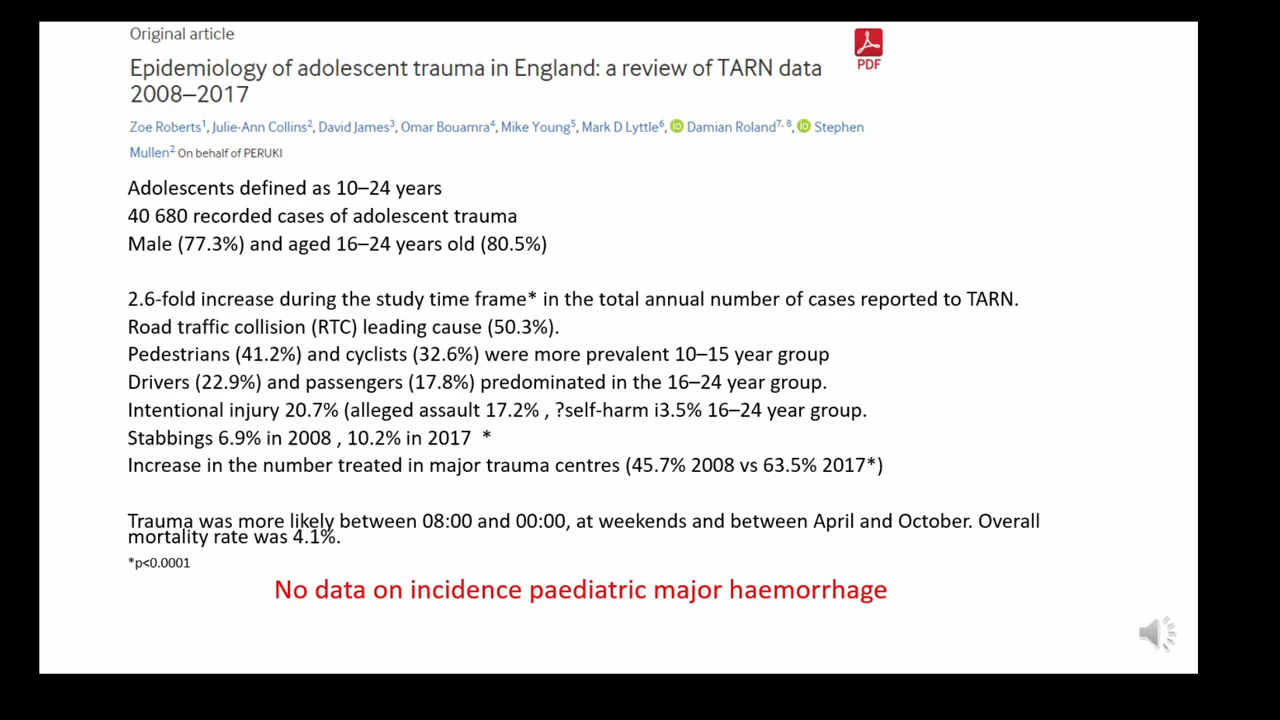 Original article
PDF
Epidemiology of adolescent trauma in England: a review of TARN data
2008–2017
Zoe Roberts1, Julie-Ann Collins2, David James3, Omar Bouamra4, Mike Young5, Mark D Lyttle6, iD Damian Roland7, 8, iD Stephen
Mullen2 On behalf of PERUKI
Adolescents defined as 10–24 years
40 680 recorded cases of adolescent trauma
Male (77.3%) and aged 16–24 years old (80.5%)
2.6-fold increase during the study time frame* in the total annual number of cases reported to TARN.
Road traffic collision (RTC) leading cause (50.3%).
Pedestrians (41.2%) and cyclists (32.6%) were more prevalent 10–15 year group
Drivers (22.9%) and passengers (17.8%) predominated in the 16–24 year group.
Intentional injury 20.7% (alleged assault 17.2% , ?self-harm i3.5% 16–24 year group.
Stabbings 6.9% in 2008 , 10.2% in 2017 *
Increase in the number treated in major trauma centres (45.7% 2008 vs 63.5% 2017*)
Trauma was more likely between 08:00 and 00:00, at weekends and between April and October. Overall
mortality rate was 4.1%.
*p<0.0001
No data on incidence paediatric major haemorrhage